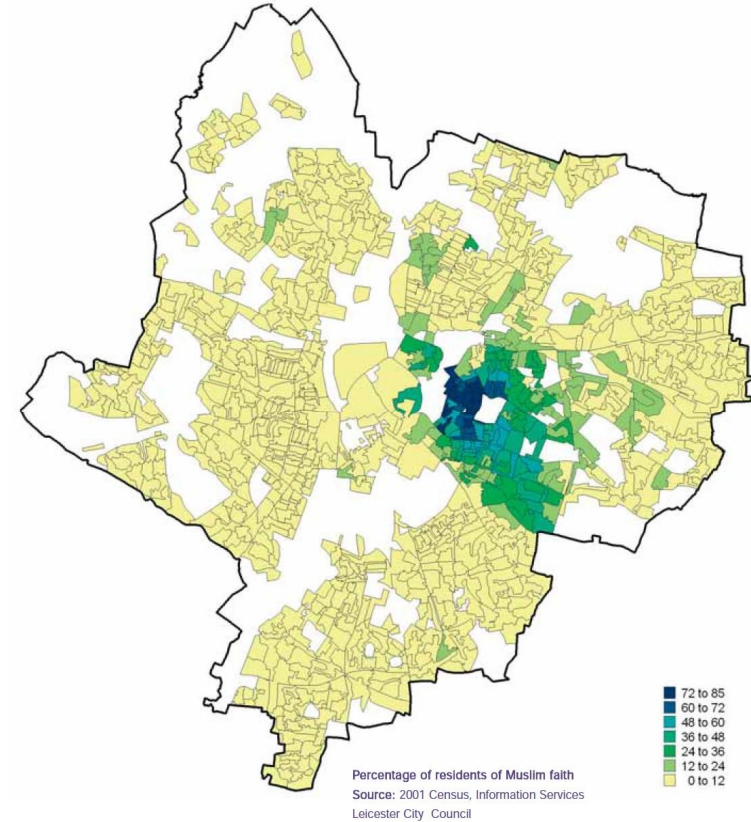 72 to 85
60 to 72
48 to 60
36 to 48
24 to 36
12 to 24
0 to 12
Percentage of residents of Muslim faith
Source: 2001 Census, Information Services
Leicester City Council